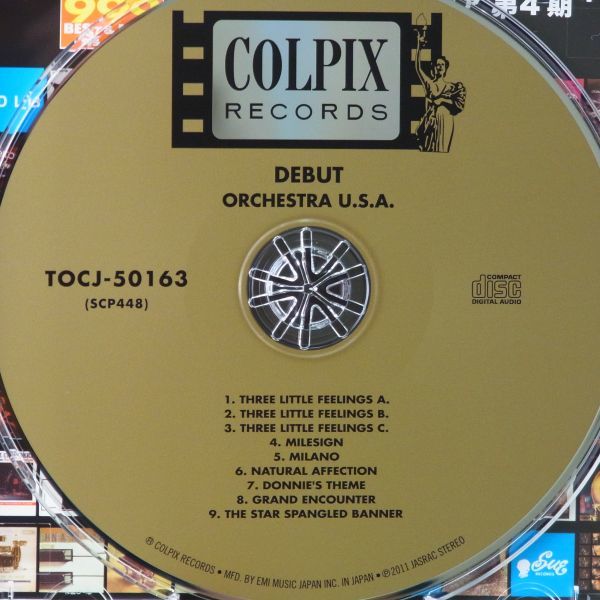 990
第4期
COLPIX
RECORDS
DEBUT
ORCHESTRA U.S.A.
TOCJ-50163
(SCP448)
COMPACT
disc
DIGITAL AUDIO
1. THREE LITTLE FEELINGS A.
2. THREE LITTLE FEELINGS B.
3. THREE LITTLE FEELINGS C.
4. MILESIGN
5. MILANO
6. NATURAL AFFECTION
7. DONNIE'S THEME
8. GRAND ENCOUNTER
9. THE STAR SPANGLED BANNER
℗ COLPIX RECORDS • MFD. BY EMI MUSIC JAPAN INC. IN JAPAN • ℗2011 JASRAC STEREO
Sue
RECORDS